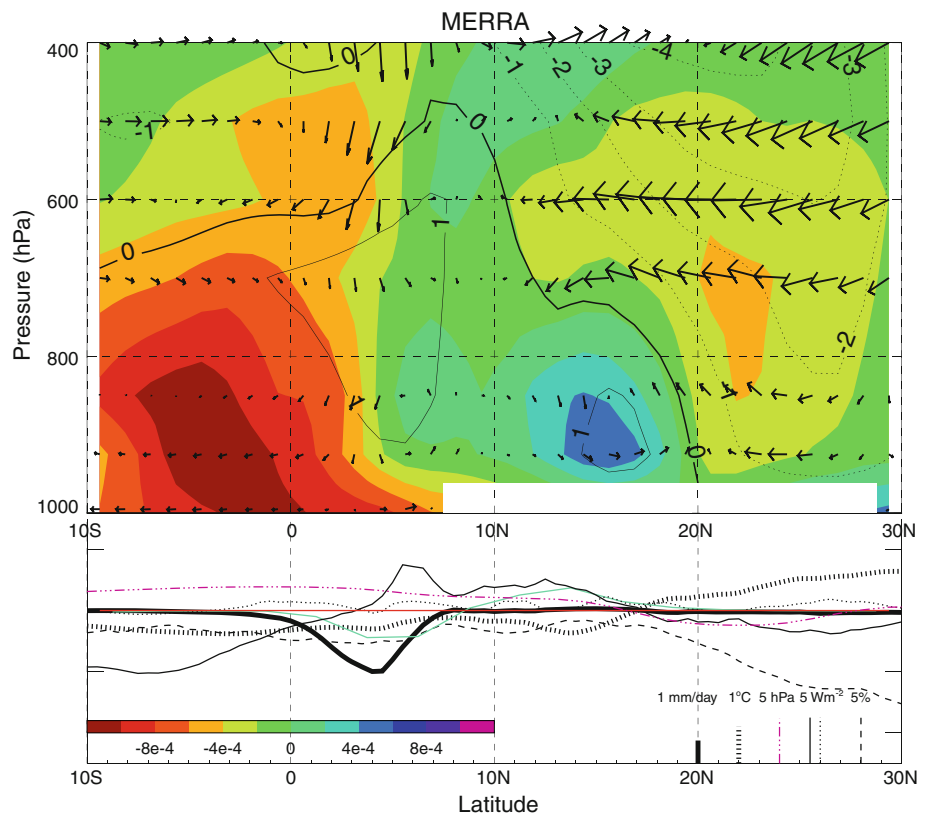 MERRA
400
600
800
1000
Pressure (hPa)
0
-1
-2
-3
-4
-3
-1
0
0
1
-2
1
0
10S
0
10N
20N
30N
1 mm/day 1°C 5 hPa 5 Wm⁻² 5%
-8e-4
-4e-4
0
4e-4
8e-4
10S
0
10N
20N
30N
Latitude